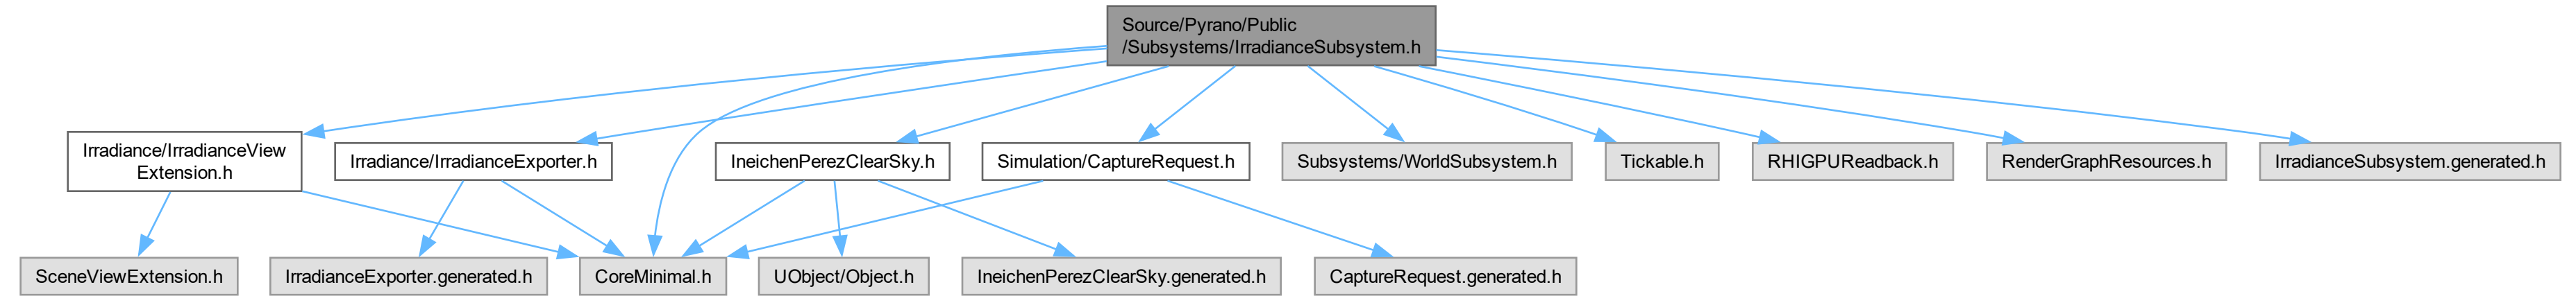 Source/Pyrano/Public
/Subsystems/IrradianceSubsystem.h
Irradiance/IrradianceView
Extension.h
Irradiance/IrradianceExporter.h
IneichenPerezClearSky.h
Simulation/CaptureRequest.h
Subsystems/WorldSubsystem.h
Tickable.h
RHIGPUReadback.h
RenderGraphResources.h
IrradianceSubsystem.generated.h
SceneViewExtension.h
IrradianceExporter.generated.h
CoreMinimal.h
UObject/Object.h
IneichenPerezClearSky.generated.h
CaptureRequest.generated.h